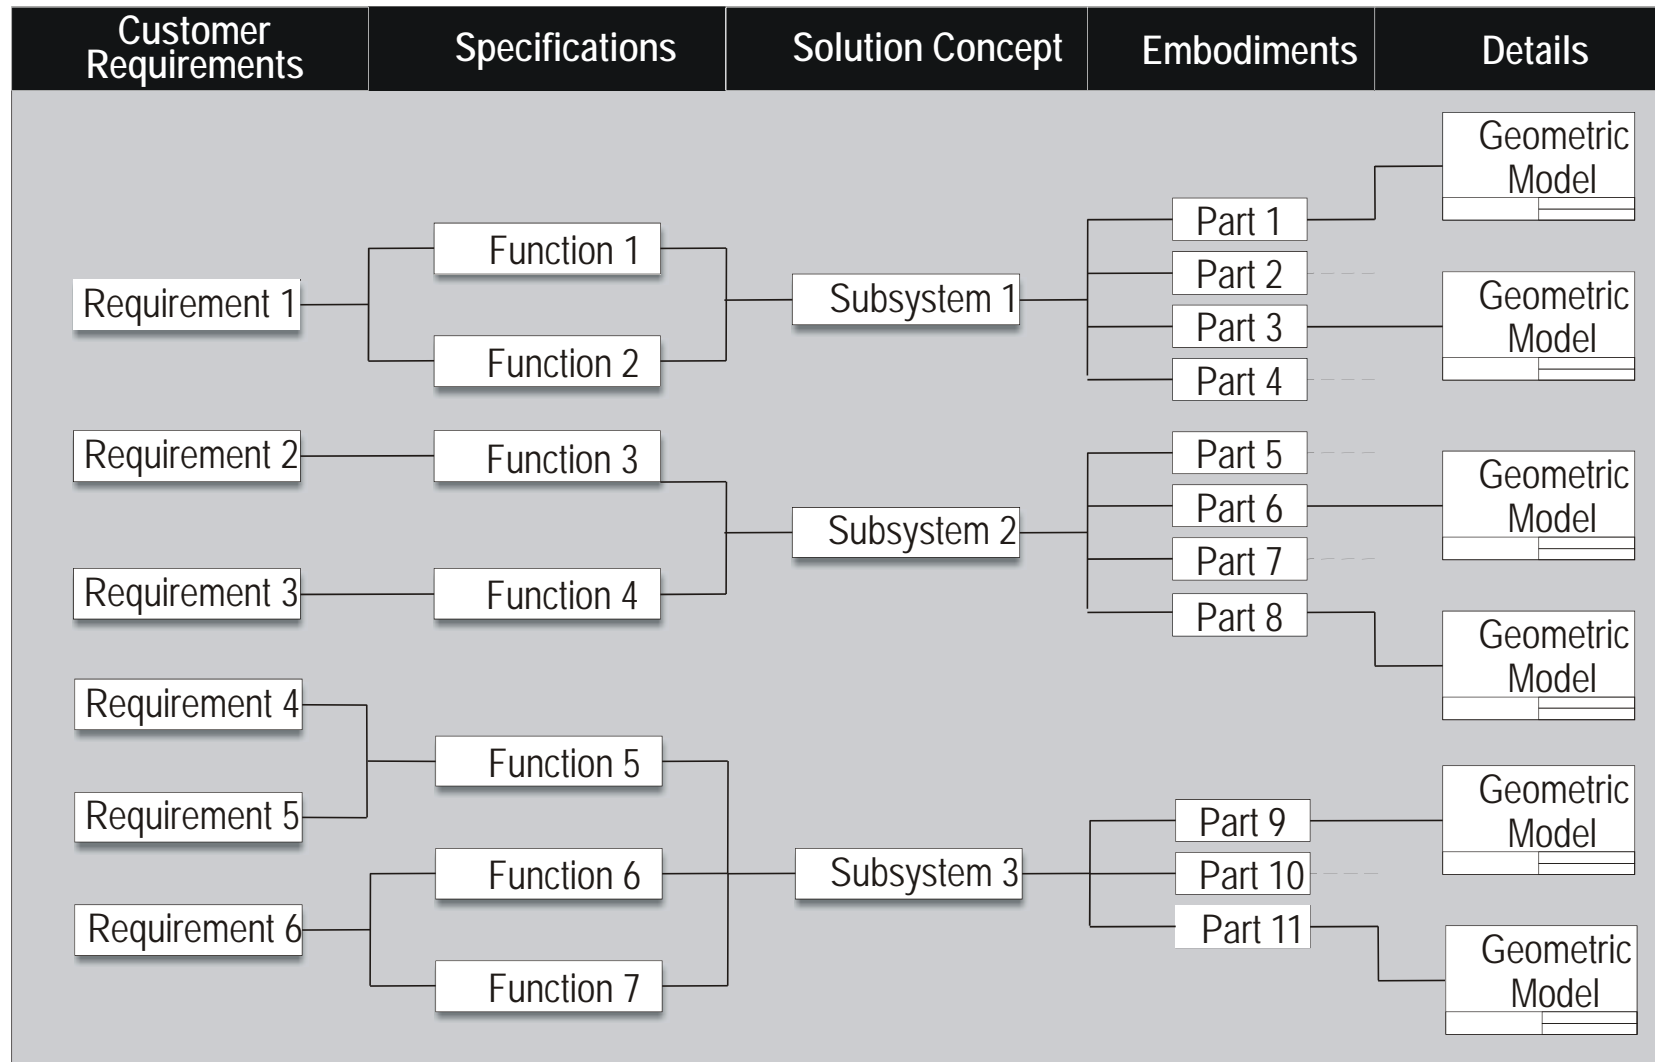 Customer
Requirements
Specifications
Solution Concept
Embodiments
Details
Requirement 1
Requirement 2
Requirement 3
Requirement 4
Requirement 5
Requirement 6
Function 1
Function 2
Function 3
Function 4
Function 5
Function 6
Function 7
Subsystem 1
Subsystem 2
Subsystem 3
Part 1
Part 2
Part 3
Part 4
Part 5
Part 6
Part 7
Part 8
Part 9
Part 10
Part 11
Geometric
Model
Geometric
Model
Geometric
Model
Geometric
Model
Geometric
Model
Geometric
Model